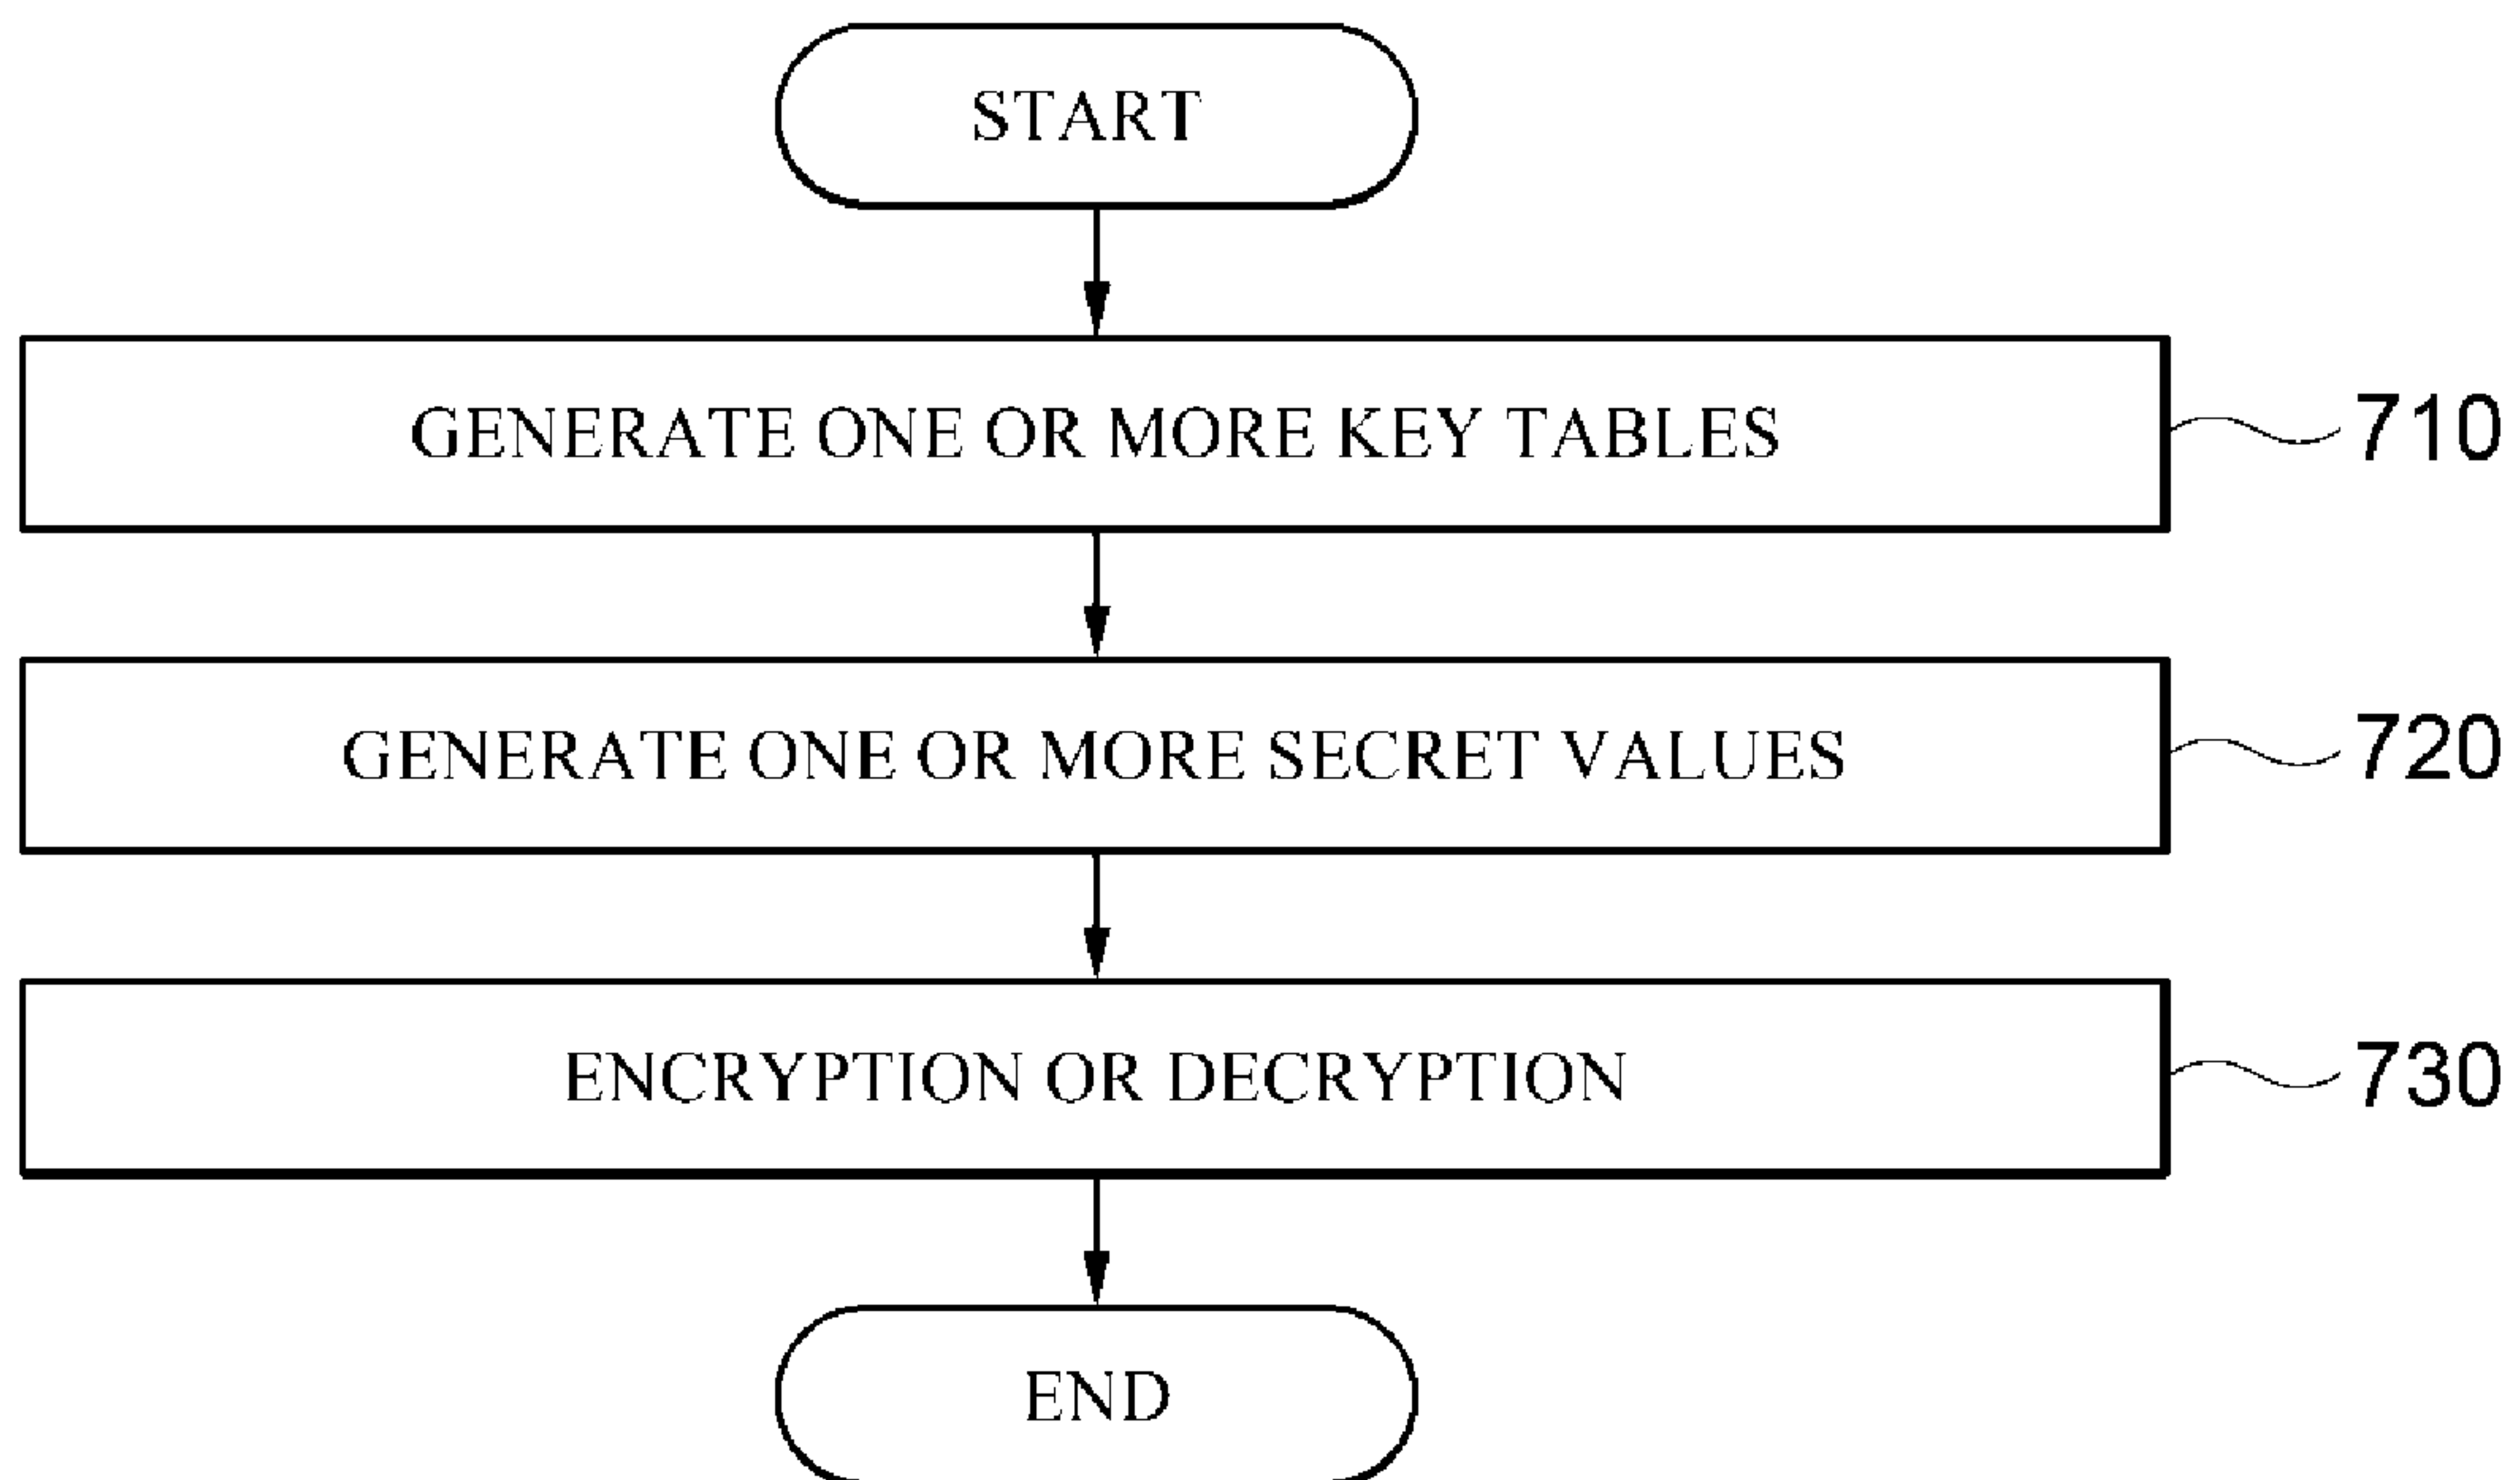 START
GENERATE ONE OR MORE KEY TABLES
710
GENERATE ONE OR MORE SECRET VALUES
720
ENCRYPTION OR DECRYPTION
730
END